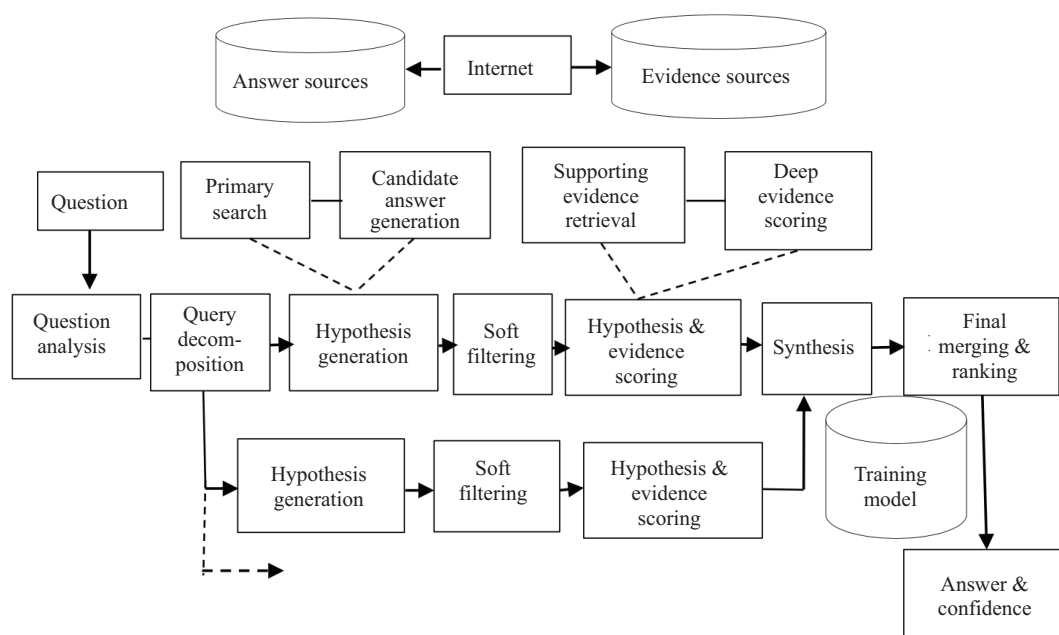 Answer sources
Internet
Evidence sources
Question
Primary
search
Candidate
answer
generation
Supporting
evidence
retrieval
Deep
evidence
scoring
Question
analysis
Query
decom-
position
Hypothesis
generation
Soft
filtering
Hypothesis &
evidence
scoring
Synthesis
Final
merging &
ranking
Hypothesis
generation
Soft
filtering
Hypothesis &
evidence
scoring
Training
model
Answer &
confidence